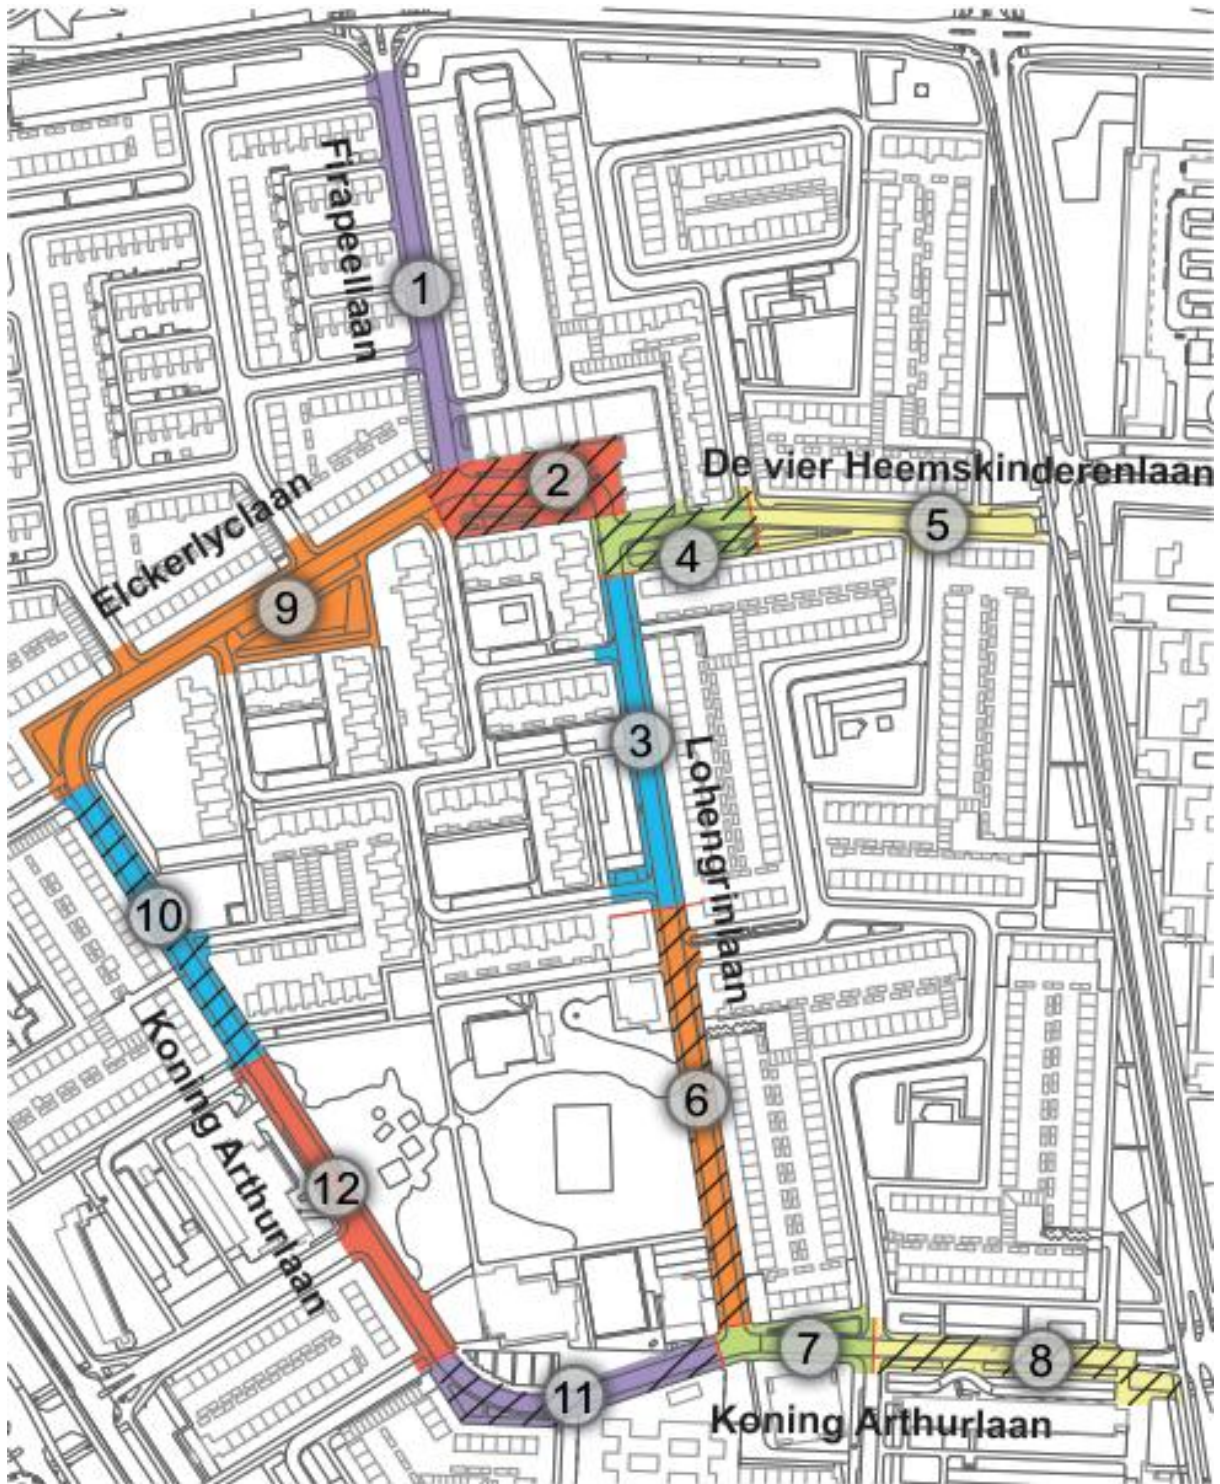 Firapeellaan
1
2
De vier Heemskinderenlaan
5
4
Elckerlyclaan
9
3
Lohengrinlaan
10
Koning Arthurlaan
6
12
7
8
11
Koning Arthurlaan